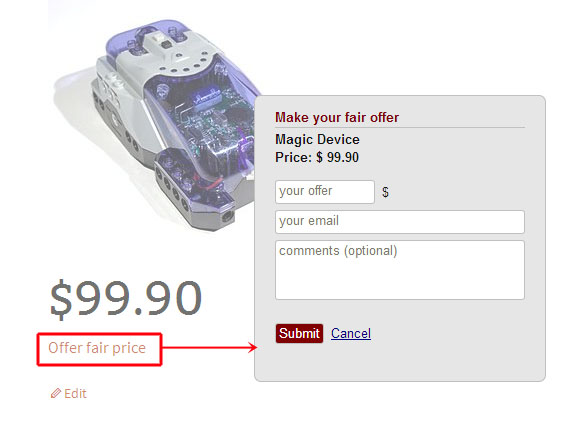 Make your fair offer
Magic Device
Price: $ 99.90
your offer $
your email
comments (optional)
Submit Cancel
$99.90
Offer fair price
Edit